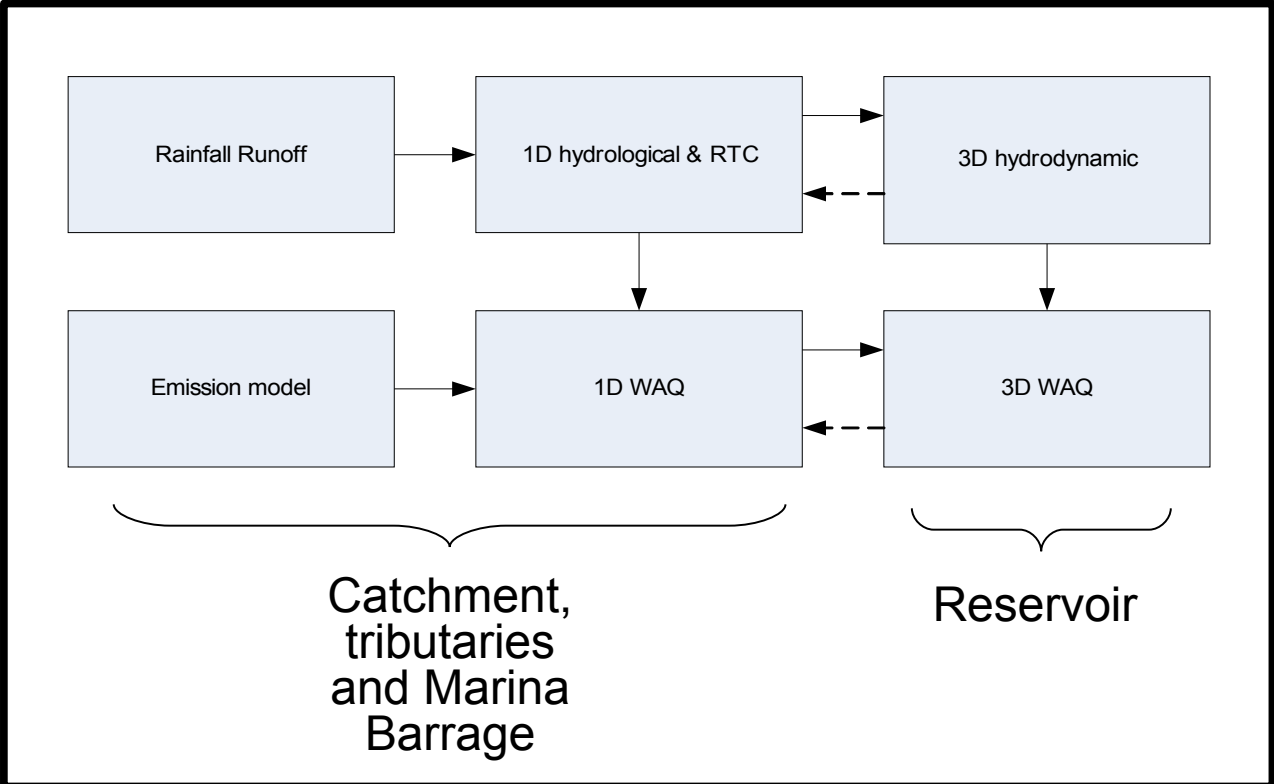 Rainfall Runoff
1D hydrological & RTC
3D hydrodynamic
Emission model
1D WAQ
3D WAQ
Catchment,
tributaries
and Marina
Barrage
Reservoir